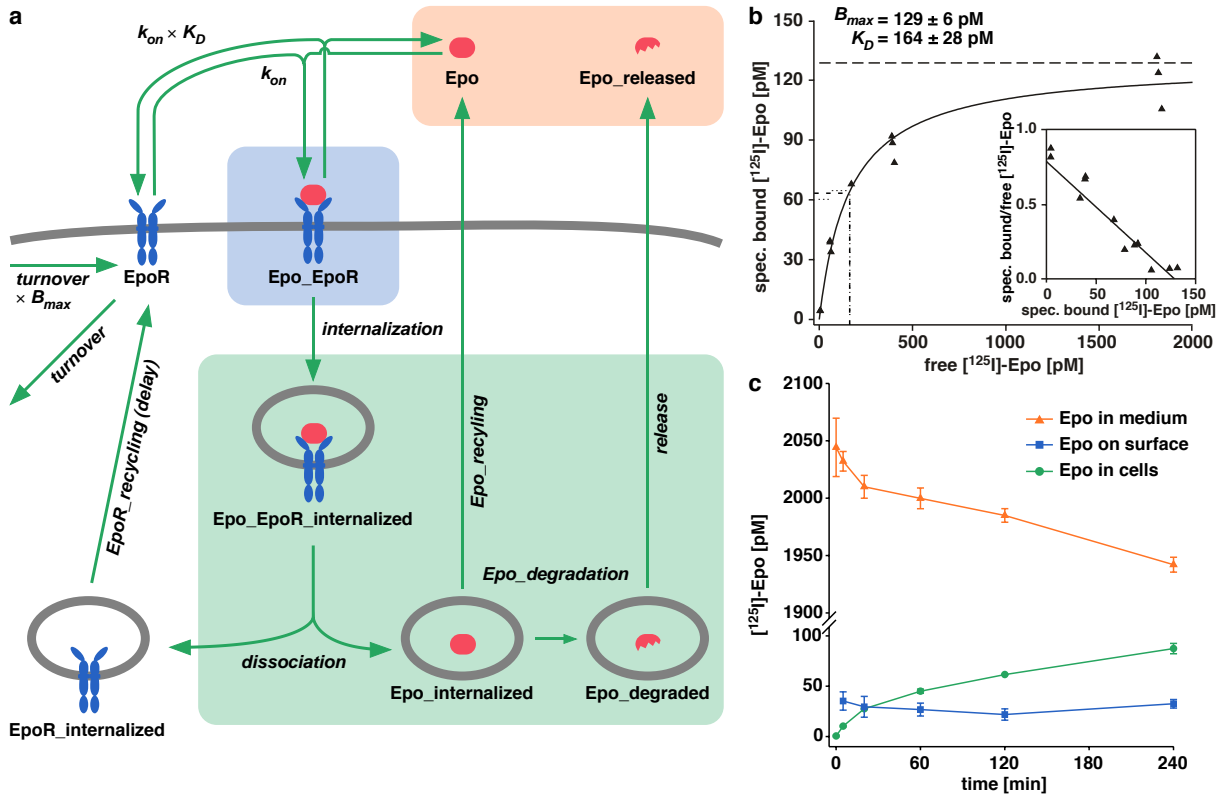 a
k_on × K_D
k_on
Epo
Epo_released
EpoR
Epo_EpoR
turnover
× B_max
turnover
internalization
EpoR_recycling (delay)
Epo_EpoR_internalized
Epo_recyling
release
Epo_degradation
dissociation
EpoR_internalized
Epo_internalized
Epo_degraded
b
B_max = 129 ± 6 pM
K_D = 164 ± 28 pM
spec. bound [¹²⁵I]-Epo [pM]
150
120
90
60
30
0
0 500 1000 1500 2000
free [¹²⁵I]-Epo [pM]
spec. bound/free [¹²⁵I]-Epo
1.0
0.5
0.0
0 50 100 150
spec. bound [¹²⁵I]-Epo [pM]
c
[¹²⁵I]-Epo [pM]
2100
2050
2000
1950
1900
100
50
0
Epo in medium
Epo on surface
Epo in cells
0 60 120 180 240
time [min]